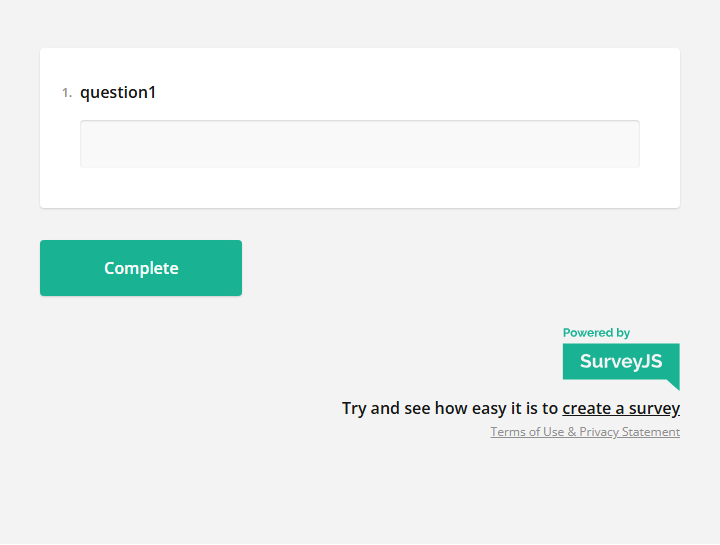 1. question1
Complete
Powered by
SurveyJS
Try and see how easy it is to create a survey
Terms of Use & Privacy Statement